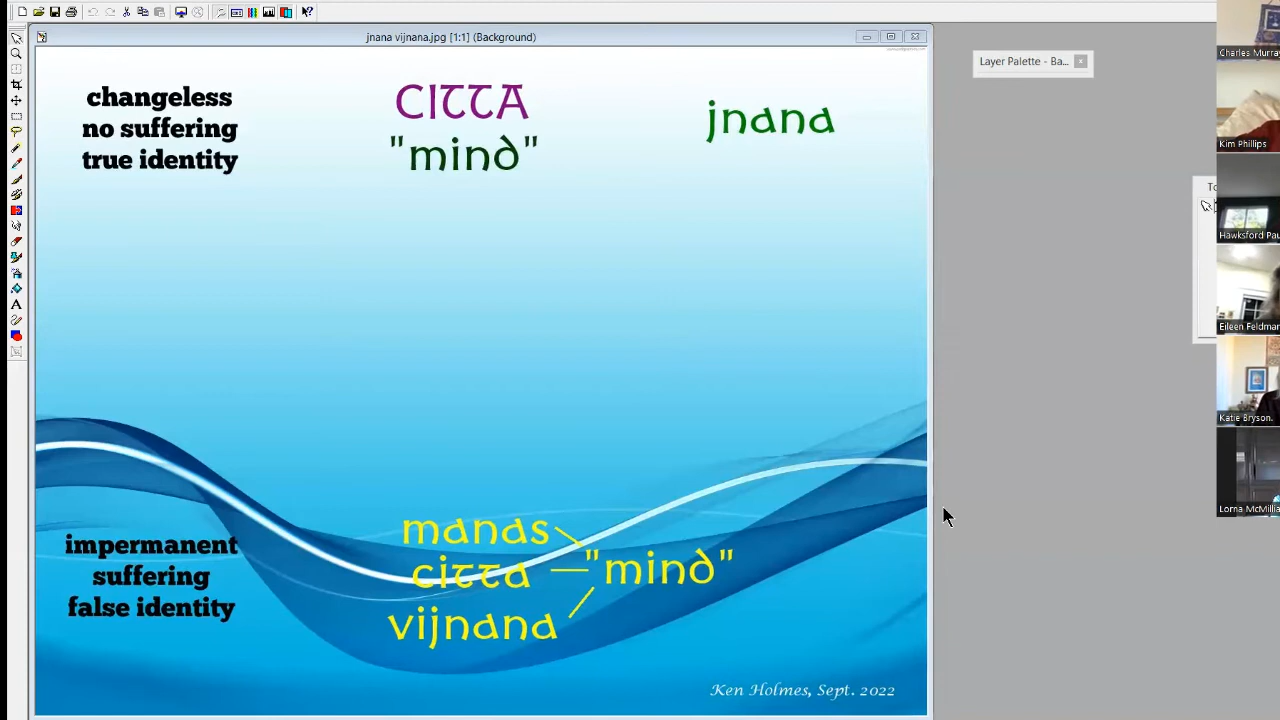 jnana vijnana.jpg [1:1] (Background)
Layer Palette - Ba...
changeless
no suffering
true identity
CITTA
"mind"
jnana
impermanent
suffering
false identity
manas
citta
vijnana
"mind"
Ken Holmes, Sept. 2022
Charles Murray
Kim Phillips
Hawksford Pau
Eileen Feldman
Katie Bryson.
Lorna McMillia